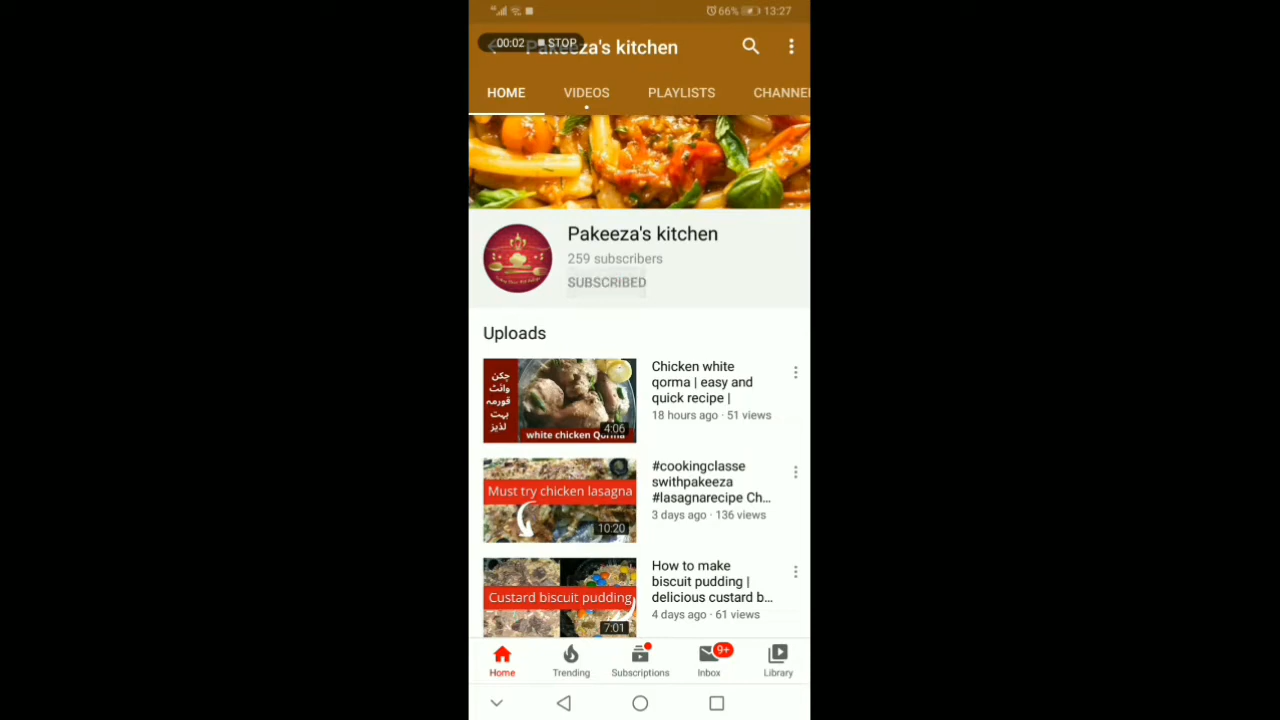 66% 13:27
00:02 STOP
Pakeeza's kitchen
HOME VIDEOS PLAYLISTS CHANNE
Pakeeza's kitchen
259 subscribers
SUBSCRIBED
Uploads
چکن
وائٹ
قورمہ
بہت
لذیز
white chicken Qorma
4:06
Chicken white
qorma | easy and
quick recipe |
18 hours ago · 51 views
Must try chicken lasagna
10:20
#cookingclasse
swithpakeeza
#lasagnarecipe Ch...
3 days ago · 136 views
Custard biscuit pudding
7:01
How to make
biscuit pudding |
delicious custard b...
4 days ago · 61 views
9+
Home Trending Subscriptions Inbox Library